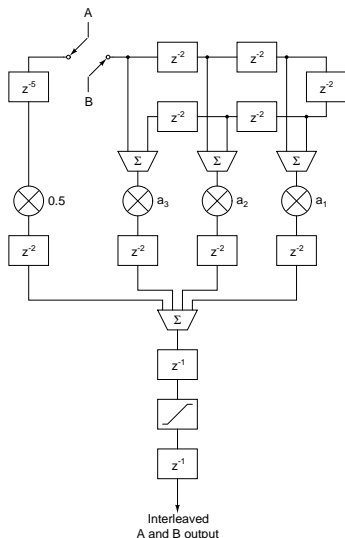 A
B
z-5
z-2
z-2
z-2
z-2
z-2
Σ
Σ
Σ
0.5
a3
a2
a1
z-2
z-2
z-2
z-2
Σ
z-1
z-1
Interleaved
A and B output